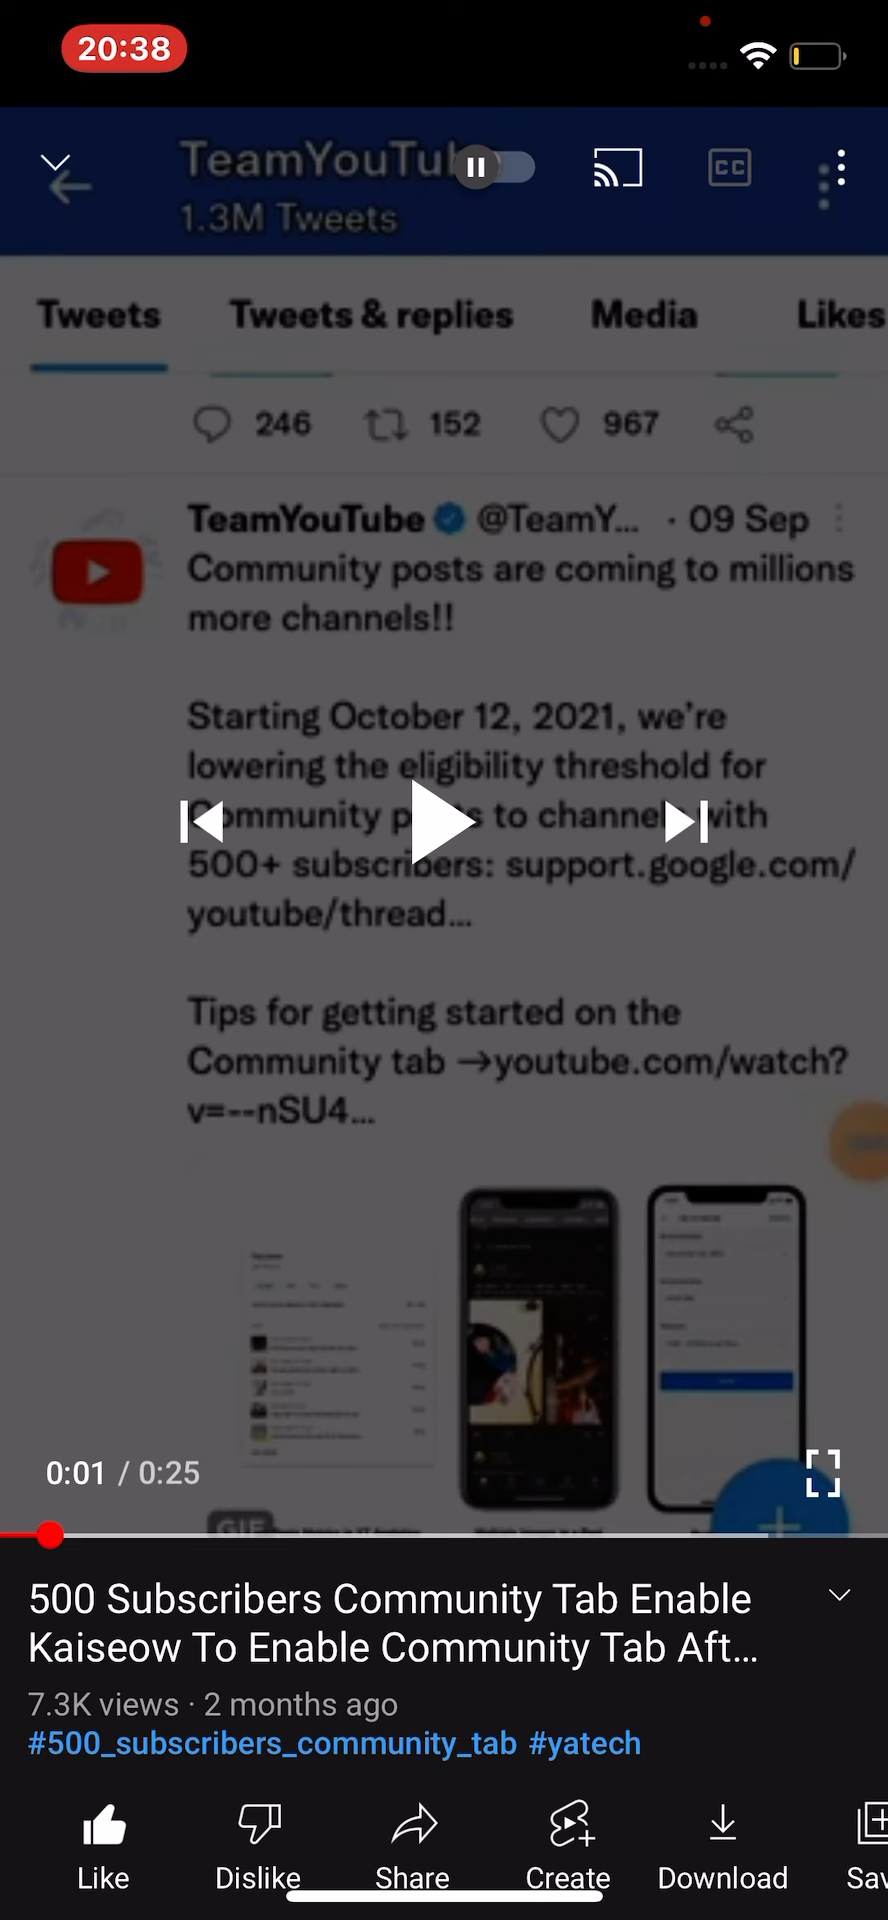 20:38
TeamYouTub
1.3M Tweets
CC
Tweets Tweets & replies Media Likes
246 152 967
TeamYouTube @TeamY... · 09 Sep
Community posts are coming to millions
more channels!!
Starting October 12, 2021, we're
lowering the eligibility threshold for
to channel with
500+ subscribers: support.google.com/
youtube/thread...
Tips for getting started on the
Community tab →youtube.com/watch?
v=--nSU4...
GIF
0:01 / 0:25
500 Subscribers Community Tab Enable
Kaiseow To Enable Community Tab Aft...
7.3K views · 2 months ago
#500_subscribers_community_tab #yatech
Like Dislike Share Create Download Sav